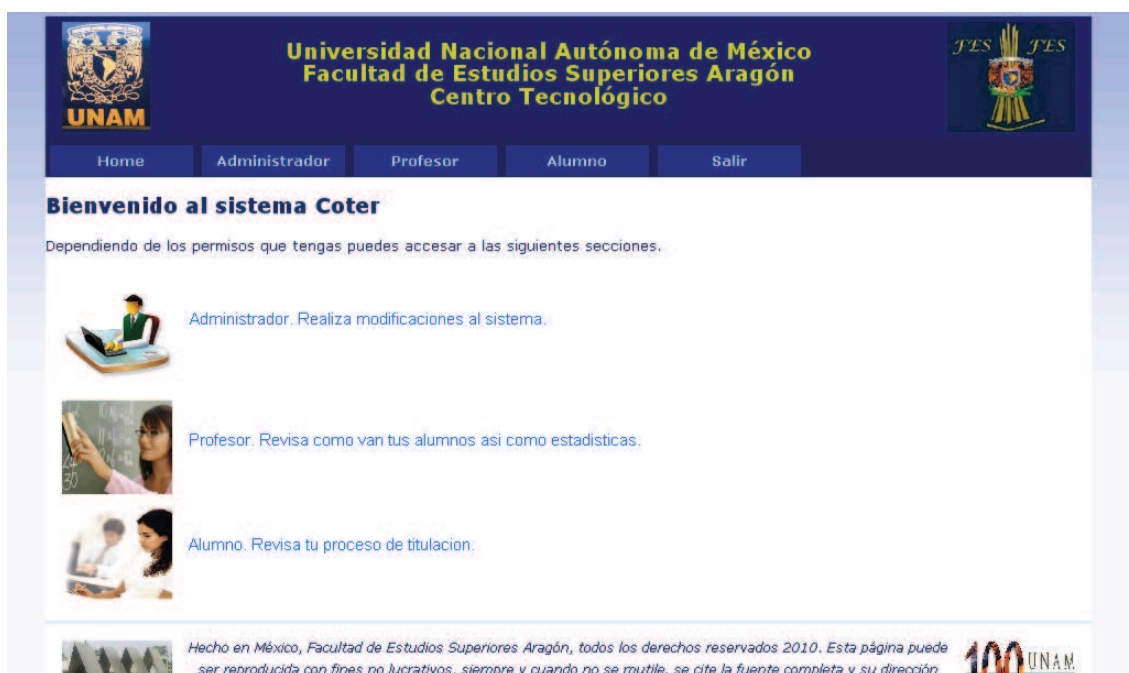 Universidad Nacional Autónoma de México
Facultad de Estudios Superiores Aragón
Centro Tecnológico
UNAM
FES FES
Home Administrador Profesor Alumno Salir
Bienvenido al sistema Coter
Dependiendo de los permisos que tengas puedes accesar a las siguientes secciones.
Administrador. Realiza modificaciones al sistema.
Profesor. Revisa como van tus alumnos asi como estadisticas.
Alumno. Revisa tu proceso de titulacion.
Hecho en México, Facultad de Estudios Superiores Aragón, todos los derechos reservados 2010. Esta página puede
ser reproducida con fines no lucrativos, siempre y cuando no se mutile, se cite la fuente completa y su dirección
100 UNAM